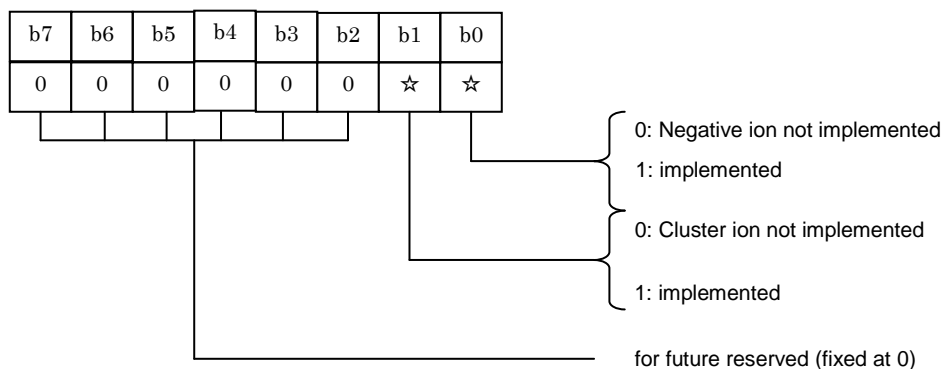 b7 b6 b5 b4 b3 b2 b1 b0
0 0 0 0 0 0 ☆ ☆
0: Negative ion not implemented
1: implemented
0: Cluster ion not implemented
1: implemented
for future reserved (fixed at 0)